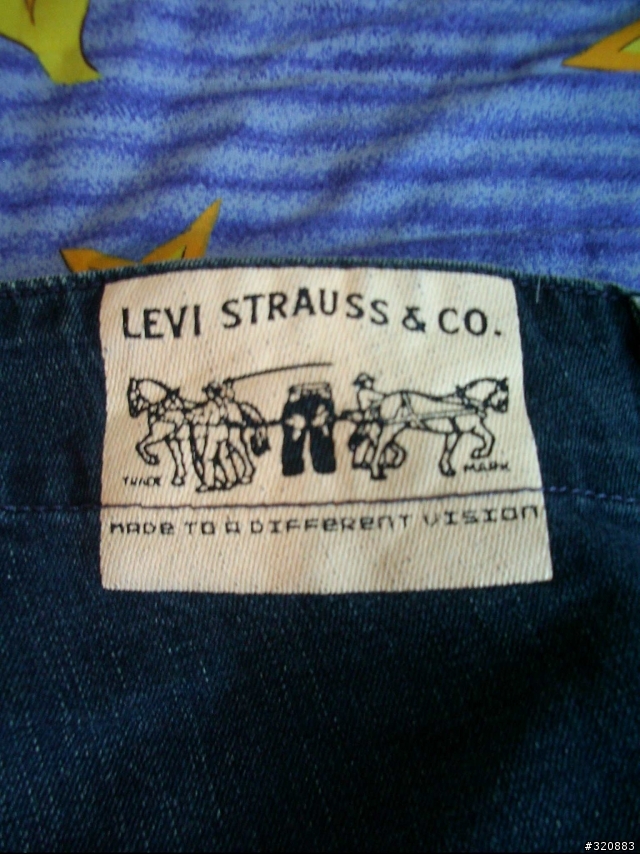 LEVI STRAUSS & CO.
TRADE MARK
MADE TO A DIFFERENT VISION
#320883